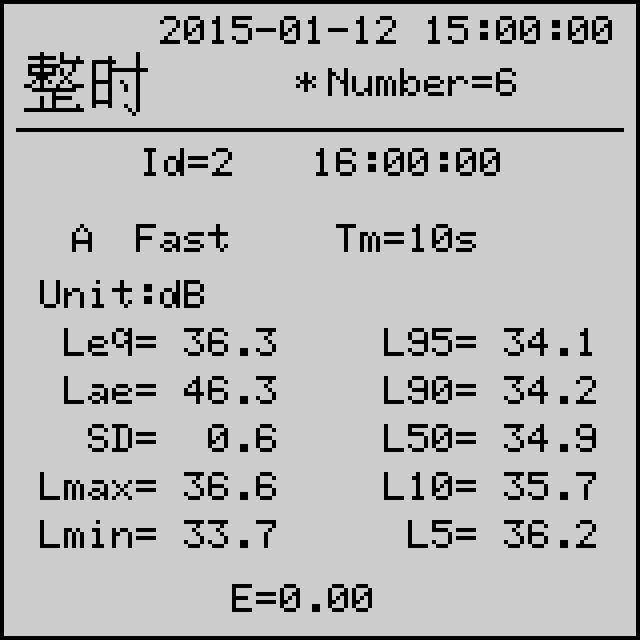 2015-01-12 15:00:00
整时 *Number=6
Id=2 16:00:00
A Fast Tm=10s
Unit:dB
Leq= 36.3 L95= 34.1
Lae= 46.3 L90= 34.2
SD= 0.6 L50= 34.9
Lmax= 36.6 L10= 35.7
Lmin= 33.7 L5= 36.2
E=0.00